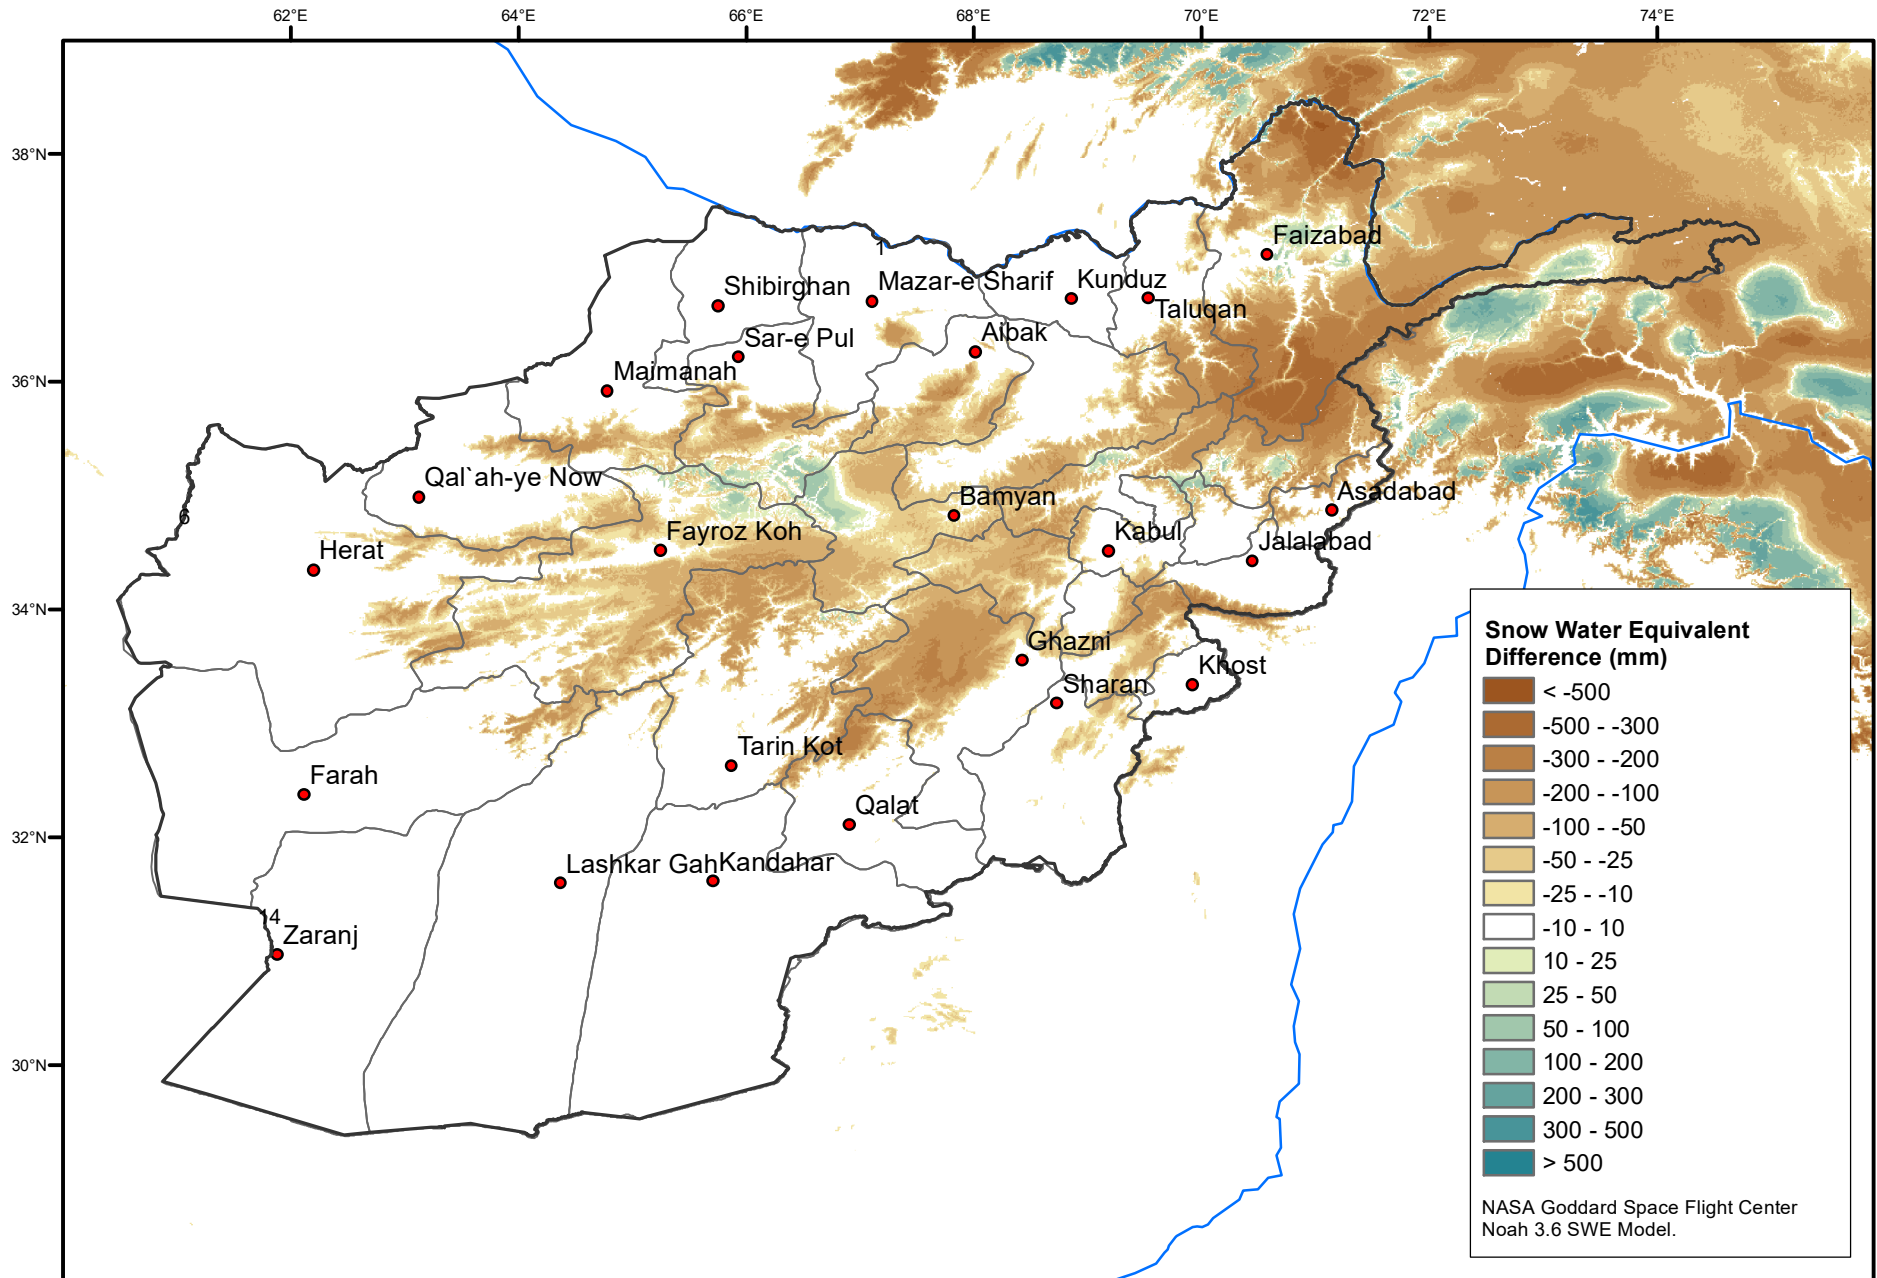 62°E
64°E
66°E
68°E
70°E
72°E
74°E
38°N
36°N
34°N
32°N
30°N
Faizabad
1
Shibirghan
Mazar-e Sharif
Kunduz
Taluqan
Sar-e Pul
Aibak
Maimanah
Qal`ah-ye Now
Bamyan
Asadabad
6
Fayroz Koh
Kabul
Jalalabad
Herat
Ghazni
Khost
Sharan
Tarin Kot
Farah
Qalat
Lashkar Gah
Kandahar
14
Zaranj
Snow Water Equivalent
Difference (mm)
< -500
-500 - -300
-300 - -200
-200 - -100
-100 - -50
-50 - -25
-25 - -10
-10 - 10
10 - 25
25 - 50
50 - 100
100 - 200
200 - 300
300 - 500
> 500
NASA Goddard Space Flight Center
Noah 3.6 SWE Model.